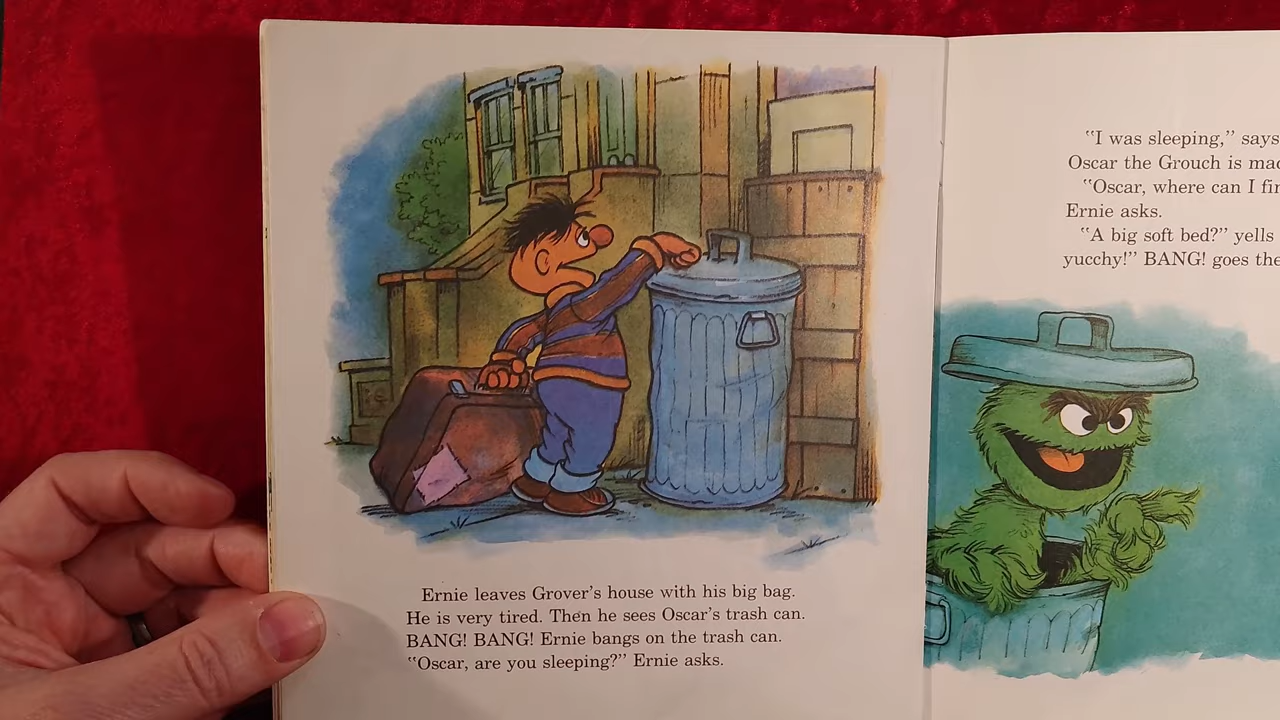 Ernie leaves Grover's house with his big bag.
He is very tired. Then he sees Oscar's trash can.
BANG! BANG! Ernie bangs on the trash can.
"Oscar, are you sleeping?" Ernie asks.
"I was sleeping," says
Oscar the Grouch is
"Oscar, where can I
Ernie asks.
"A big soft bed?" yells
yucchy!" BANG! goes the